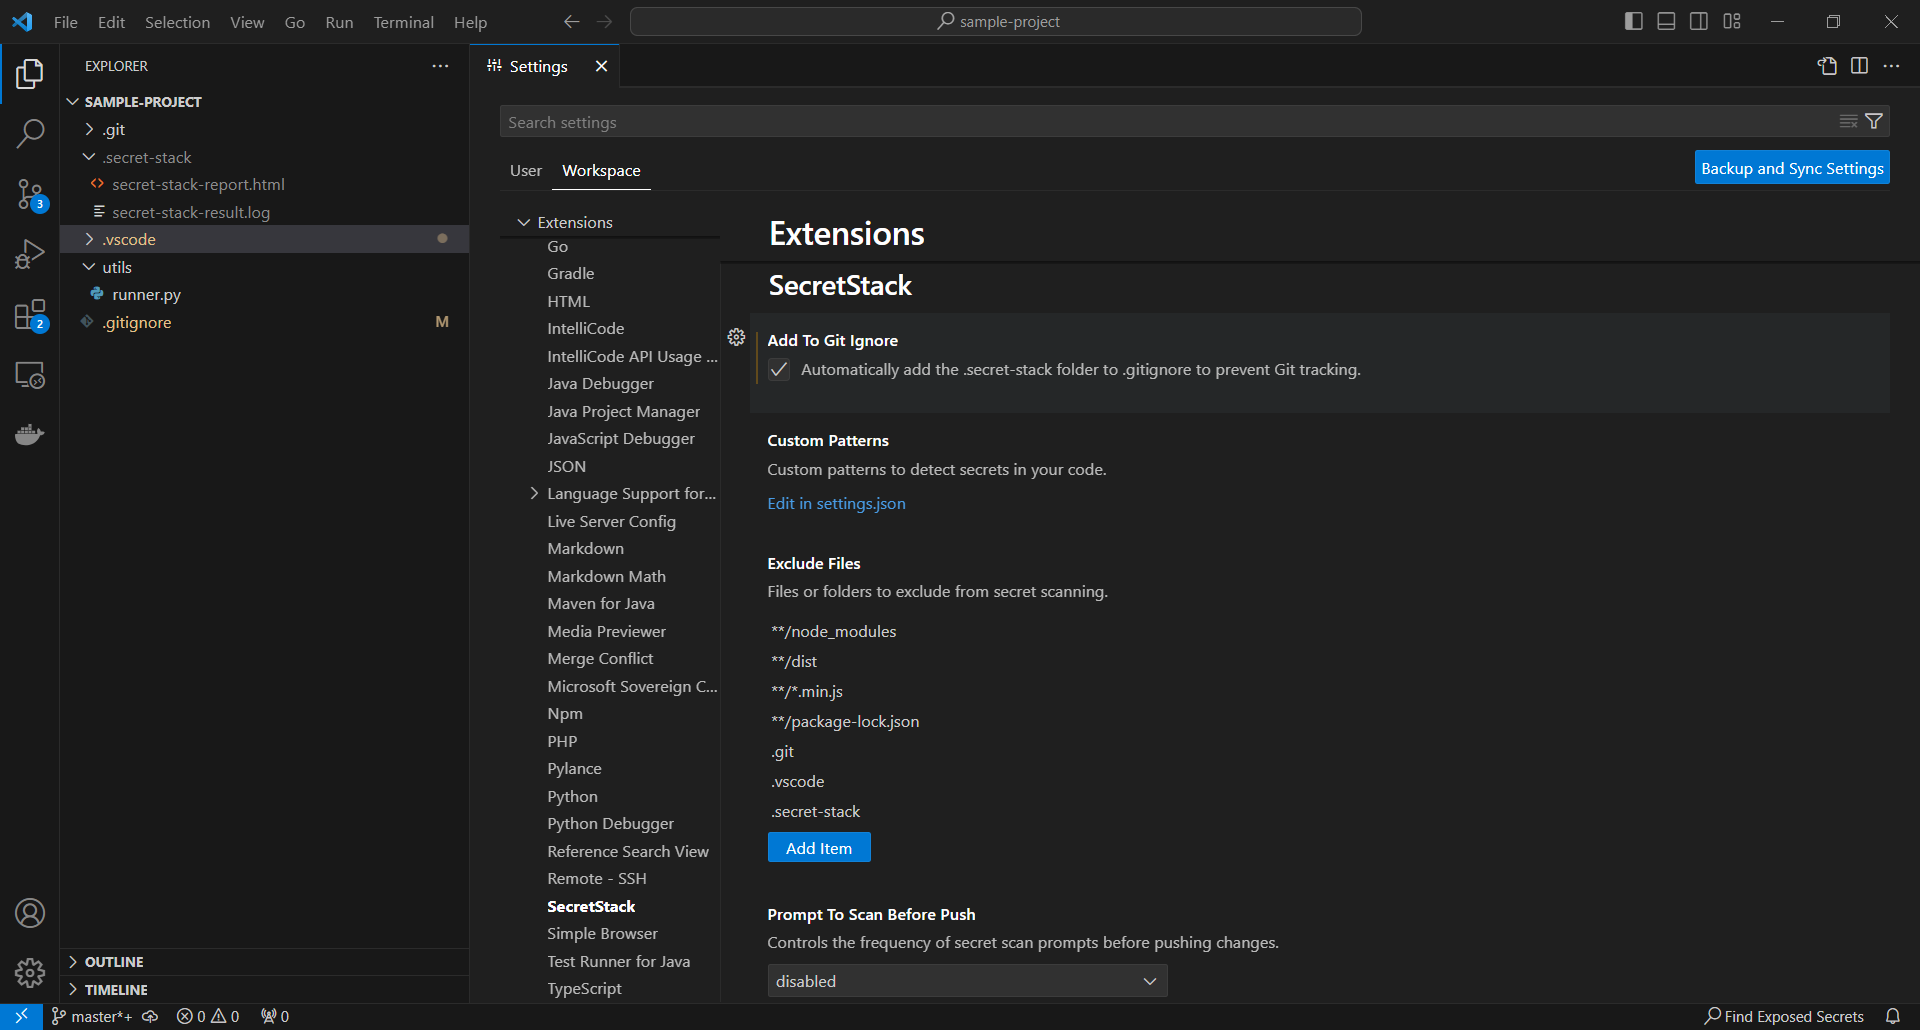 File Edit Selection View Go Run Terminal Help
sample-project
EXPLORER
SAMPLE-PROJECT
.git
.secret-stack
secret-stack-report.html
secret-stack-result.log
.vscode
utils
runner.py
.gitignore M
3
2
OUTLINE
TIMELINE
Settings
Search settings
User Workspace
Backup and Sync Settings
Extensions
Go
Gradle
HTML
IntelliCode
IntelliCode API Usage ...
Java Debugger
Java Project Manager
JavaScript Debugger
JSON
Language Support for...
Live Server Config
Markdown
Markdown Math
Maven for Java
Media Previewer
Merge Conflict
Microsoft Sovereign C...
Npm
PHP
Pylance
Python
Python Debugger
Reference Search View
Remote - SSH
SecretStack
Simple Browser
Test Runner for Java
TypeScript
Extensions
SecretStack
Add To Git Ignore
Automatically add the .secret-stack folder to .gitignore to prevent Git tracking.
Custom Patterns
Custom patterns to detect secrets in your code.
Edit in settings.json
Exclude Files
Files or folders to exclude from secret scanning.
**/node_modules
**/dist
**/*.min.js
**/package-lock.json
.git
.vscode
.secret-stack
Add Item
Prompt To Scan Before Push
Controls the frequency of secret scan prompts before pushing changes.
disabled
master*+ 0 0 0
Find Exposed Secrets